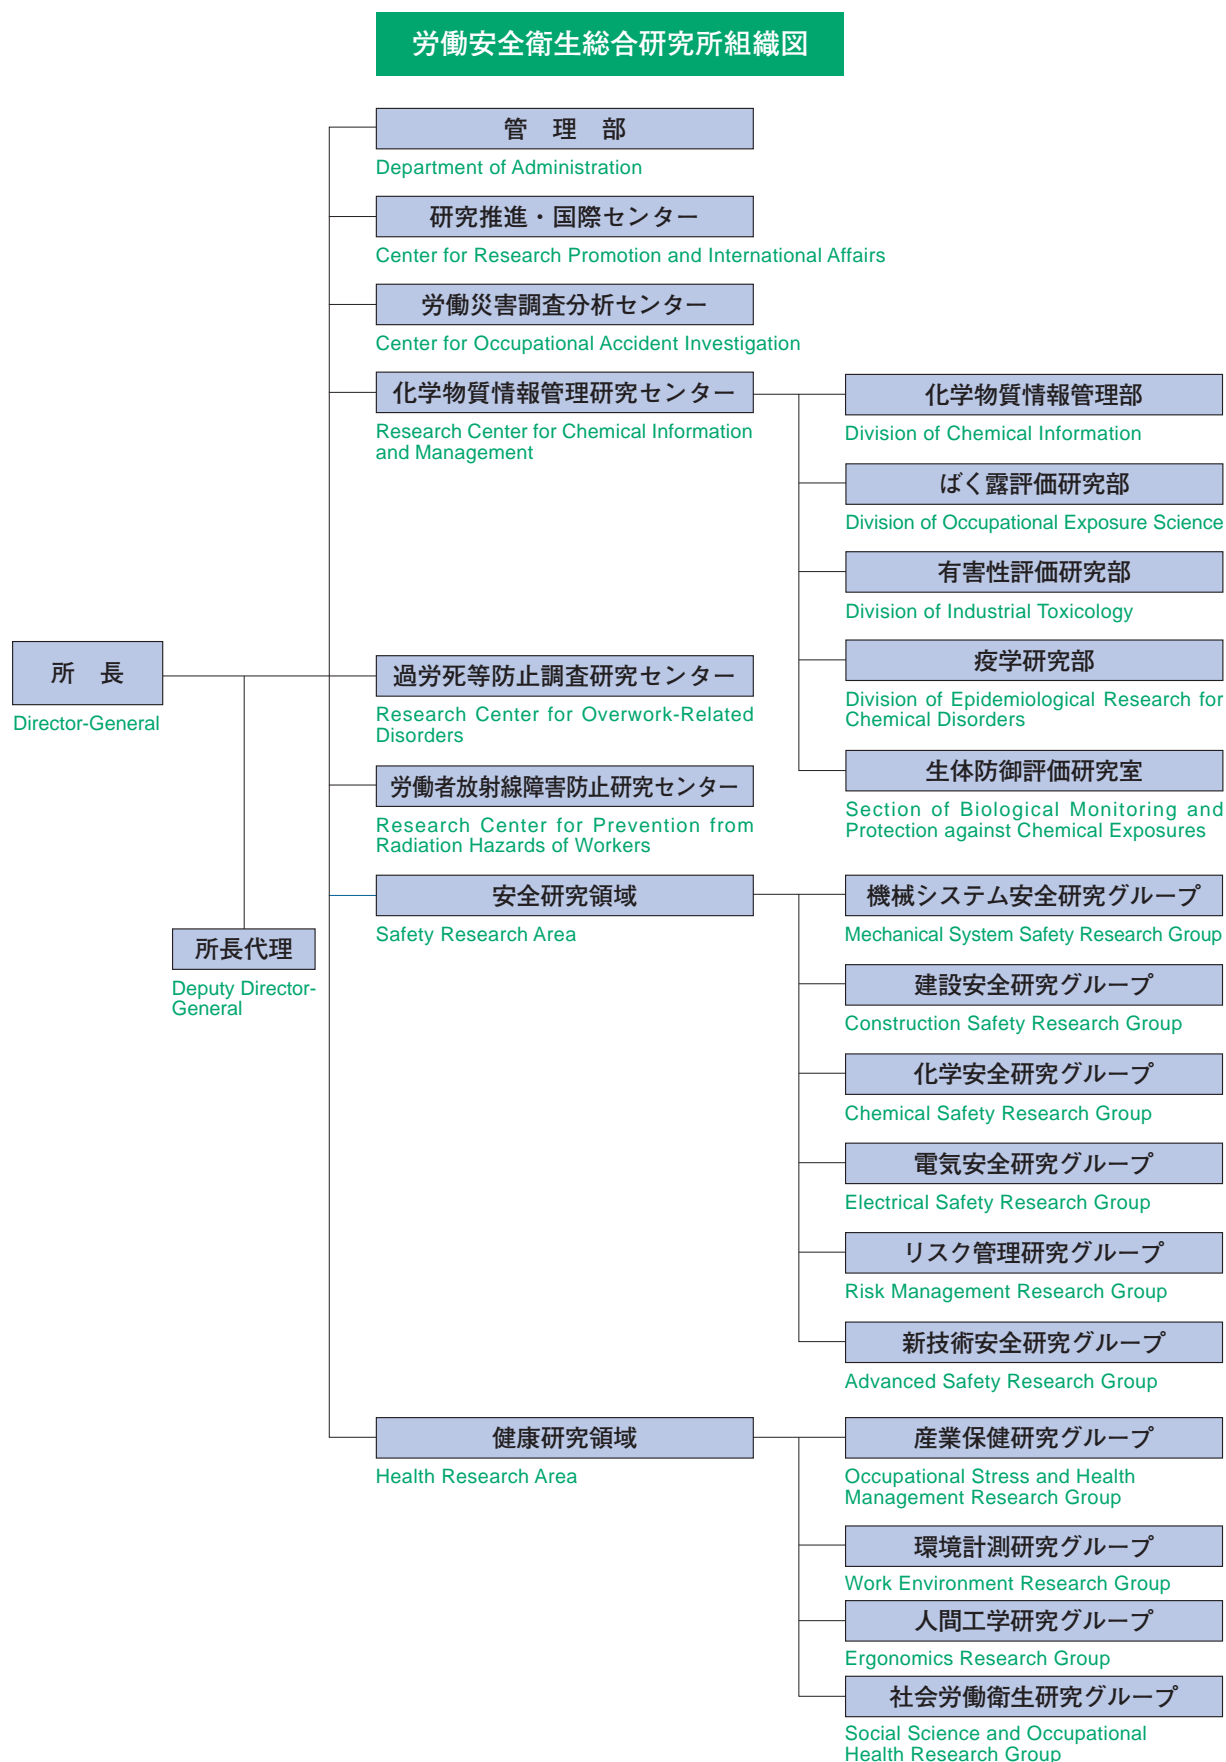 労働安全衛生総合研究所組織図
所　長
Director-General
所長代理
Deputy Director-
General
管　理　部
Department of Administration
研究推進・国際センター
Center for Research Promotion and International Affairs
労働災害調査分析センター
Center for Occupational Accident Investigation
化学物質情報管理研究センター
Research Center for Chemical Information
and Management
化学物質情報管理部
Division of Chemical Information
ばく露評価研究部
Division of Occupational Exposure Science
有害性評価研究部
Division of Industrial Toxicology
疫学研究部
Division of Epidemiological Research for
Chemical Disorders
生体防御評価研究室
Section of Biological Monitoring and
Protection against Chemical Exposures
過労死等防止調査研究センター
Research Center for Overwork-Related
Disorders
労働者放射線障害防止研究センター
Research Center for Prevention from
Radiation Hazards of Workers
安全研究領域
Safety Research Area
機械システム安全研究グループ
Mechanical System Safety Research Group
建設安全研究グループ
Construction Safety Research Group
化学安全研究グループ
Chemical Safety Research Group
電気安全研究グループ
Electrical Safety Research Group
リスク管理研究グループ
Risk Management Research Group
新技術安全研究グループ
Advanced Safety Research Group
健康研究領域
Health Research Area
産業保健研究グループ
Occupational Stress and Health
Management Research Group
環境計測研究グループ
Work Environment Research Group
人間工学研究グループ
Ergonomics Research Group
社会労働衛生研究グループ
Social Science and Occupational
Health Research Group